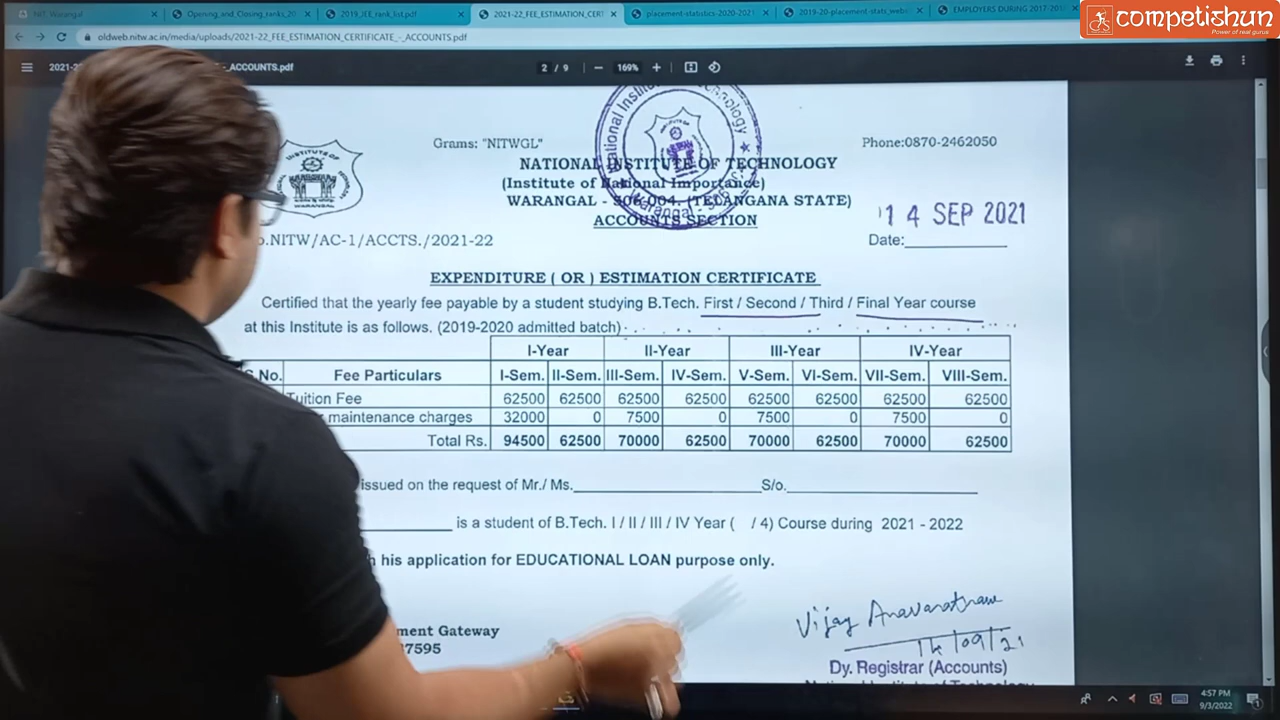 NIT, Warangal
Opening_and_Closing_ranks_20
2019_JEE_rank_list.pdf
2021-22_FEE_ESTIMATION_CERT
placement-statistics-2020-2021
2019-20-placement-stats_webs
EMPLOYERS DURING 2017-201
competishun
Power of real gurus
oldweb.nitw.ac.in/media/uploads/2021-22_FEE_ESTIMATION_CERTIFICATE_-_ACCOUNTS.pdf
_ACCOUNTS.pdf
2 / 9
169%
Grams: "NITWGL"
Phone:0870-2462050
NATIONAL INSTITUTE OF TECHNOLOGY
(Institute of National Importance)
WARANGAL - 506 004. (TELANGANA STATE)
ACCOUNTS SECTION
14 SEP 2021
.NITW/AC-1/ACCTS./2021-22
Date:
EXPENDITURE ( OR ) ESTIMATION CERTIFICATE
Certified that the yearly fee payable by a student studying B.Tech. First / Second / Third / Final Year course
at this Institute is as follows. (2019-2020 admitted batch)
I-Year II-Year III-Year IV-Year
No. Fee Particulars I-Sem. II-Sem. III-Sem. IV-Sem. V-Sem. VI-Sem. VII-Sem. VIII-Sem.
Tuition Fee 62500 62500 62500 62500 62500 62500 62500 62500
maintenance charges 32000 0 7500 0 7500 0 7500 0
Total Rs. 94500 62500 70000 62500 70000 62500 70000 62500
issued on the request of Mr./ Ms. S/o.
is a student of B.Tech. I / II / III / IV Year ( / 4) Course during 2021 - 2022
his application for EDUCATIONAL LOAN purpose only.
Vijay
14/09/21
ment Gateway
7595
Dy. Registrar (Accounts)
4:57 PM
9/3/2022